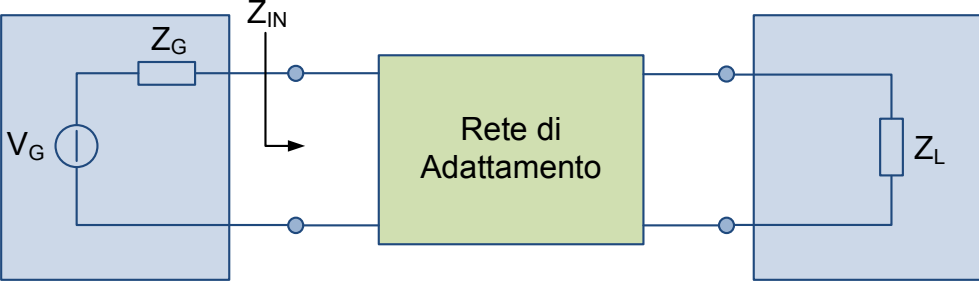 Z_IN
Z_G
V_G
Rete di
Adattamento
Z_L